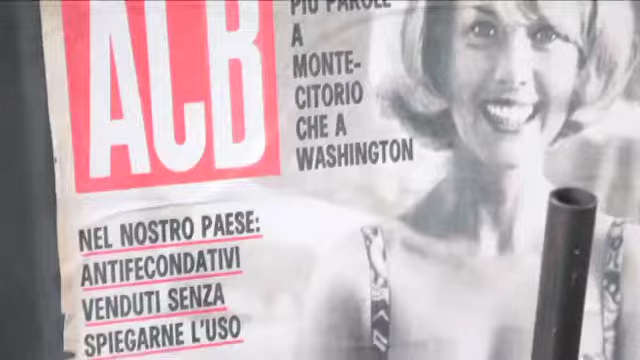 ACB
PIÙ PAROLE
A
MONTE-
CITORIO
CHE A
WASHINGTON
NEL NOSTRO PAESE:
ANTIFECONDATIVI
VENDUTI SENZA
SPIEGARNE L'USO